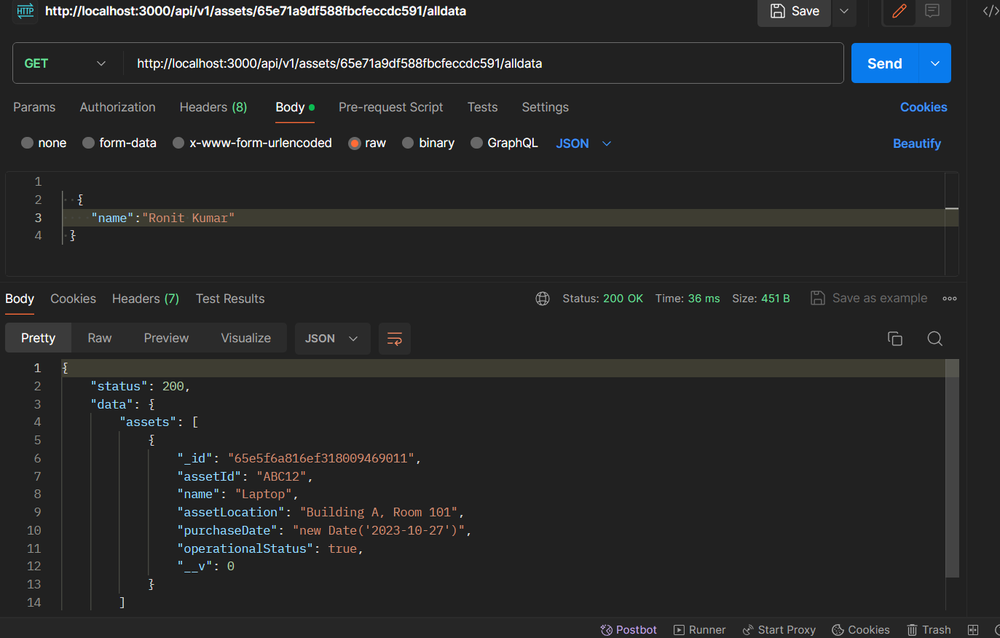 HTTP http://localhost:3000/api/v1/assets/65e71a9df588fbcfeccdc591/alldata Save </>
GET http://localhost:3000/api/v1/assets/65e71a9df588fbcfeccdc591/alldata Send
Params Authorization Headers (8) Body Pre-request Script Tests Settings Cookies
none form-data x-www-form-urlencoded raw binary GraphQL JSON Beautify
1
2 {
3 "name":"Ronit Kumar"
4 }
Body Cookies Headers (7) Test Results Status: 200 OK Time: 36 ms Size: 451 B Save as example
Pretty Raw Preview Visualize JSON
1 {
2 "status": 200,
3 "data": {
4 "assets": [
5 {
6 "_id": "65e5f6a816ef318009469011",
7 "assetId": "ABC12",
8 "name": "Laptop",
9 "assetLocation": "Building A, Room 101",
10 "purchaseDate": "new Date('2023-10-27')",
11 "operationalStatus": true,
12 "__v": 0
13 }
14 ]
Postbot Runner Start Proxy Cookies Trash